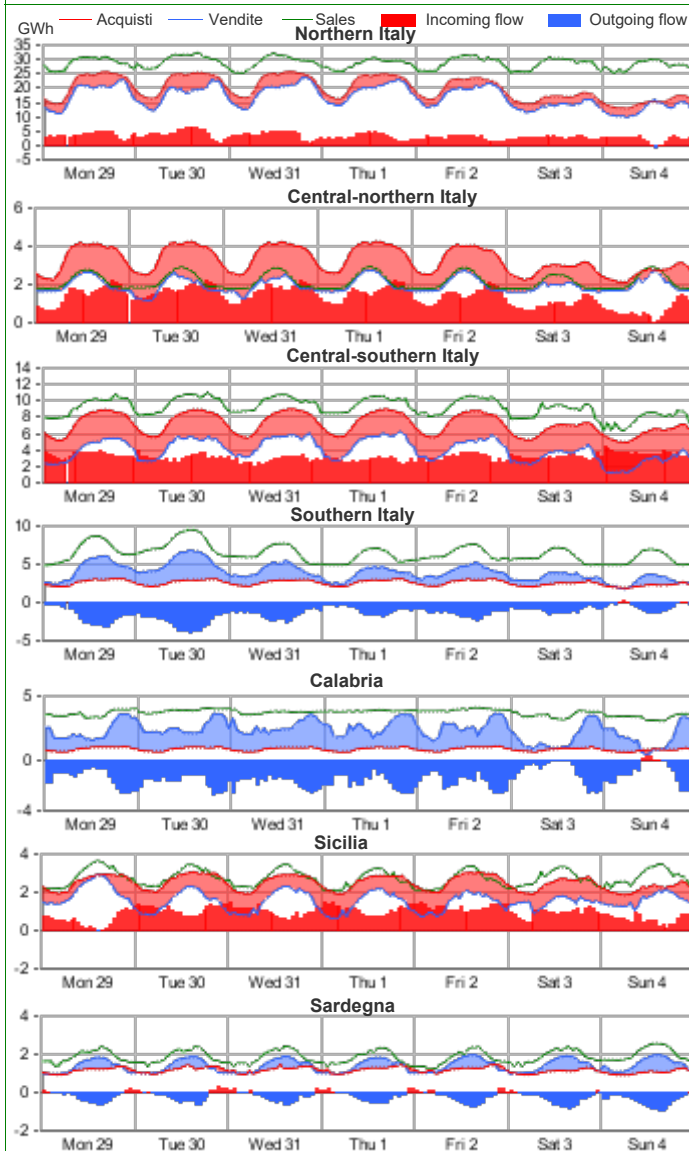 Acquisti Vendite Sales Incoming flow Outgoing flow
GWh
Northern Italy
35
30
25
20
15
10
5
0
-5
Mon 29 Tue 30 Wed 31 Thu 1 Fri 2 Sat 3 Sun 4
Central-northern Italy
6
4
2
0
Mon 29 Tue 30 Wed 31 Thu 1 Fri 2 Sat 3 Sun 4
Central-southern Italy
14
12
10
8
6
4
2
0
Mon 29 Tue 30 Wed 31 Thu 1 Fri 2 Sat 3 Sun 4
Southern Italy
10
5
0
-5
Mon 29 Tue 30 Wed 31 Thu 1 Fri 2 Sat 3 Sun 4
Calabria
5
0
-4
Mon 29 Tue 30 Wed 31 Thu 1 Fri 2 Sat 3 Sun 4
Sicilia
4
2
0
-2
Mon 29 Tue 30 Wed 31 Thu 1 Fri 2 Sat 3 Sun 4
Sardegna
4
2
0
-2
Mon 29 Tue 30 Wed 31 Thu 1 Fri 2 Sat 3 Sun 4